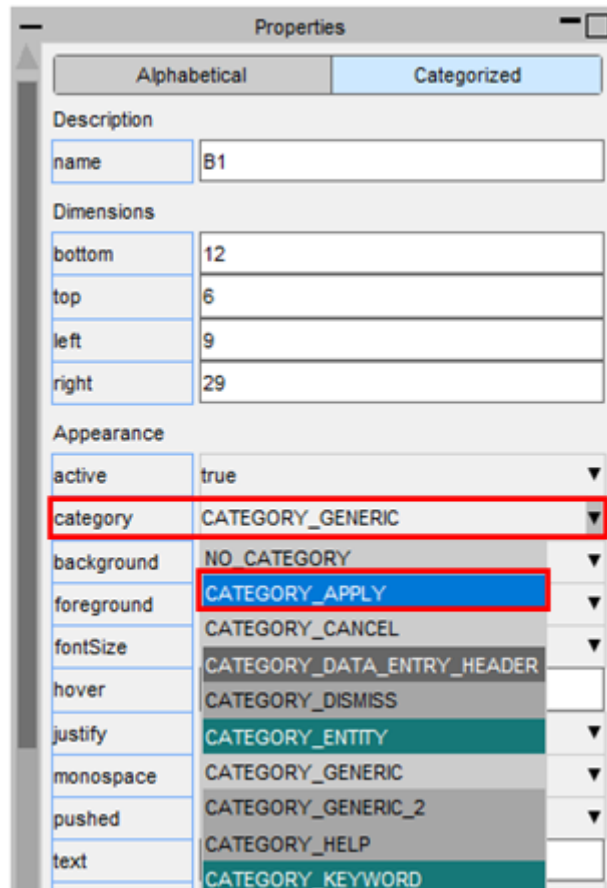 Properties
Alphabetical Categorized
Description
name B1
Dimensions
bottom 12
top 6
left 9
right 29
Appearance
active true
category CATEGORY_GENERIC
background NO_CATEGORY
foreground CATEGORY_APPLY
fontSize CATEGORY_CANCEL
hover CATEGORY_DATA_ENTRY_HEADER
CATEGORY_DISMISS
justify CATEGORY_ENTITY
monospace CATEGORY_GENERIC
pushed CATEGORY_GENERIC_2
text CATEGORY_HELP
CATEGORY_KEYWORD